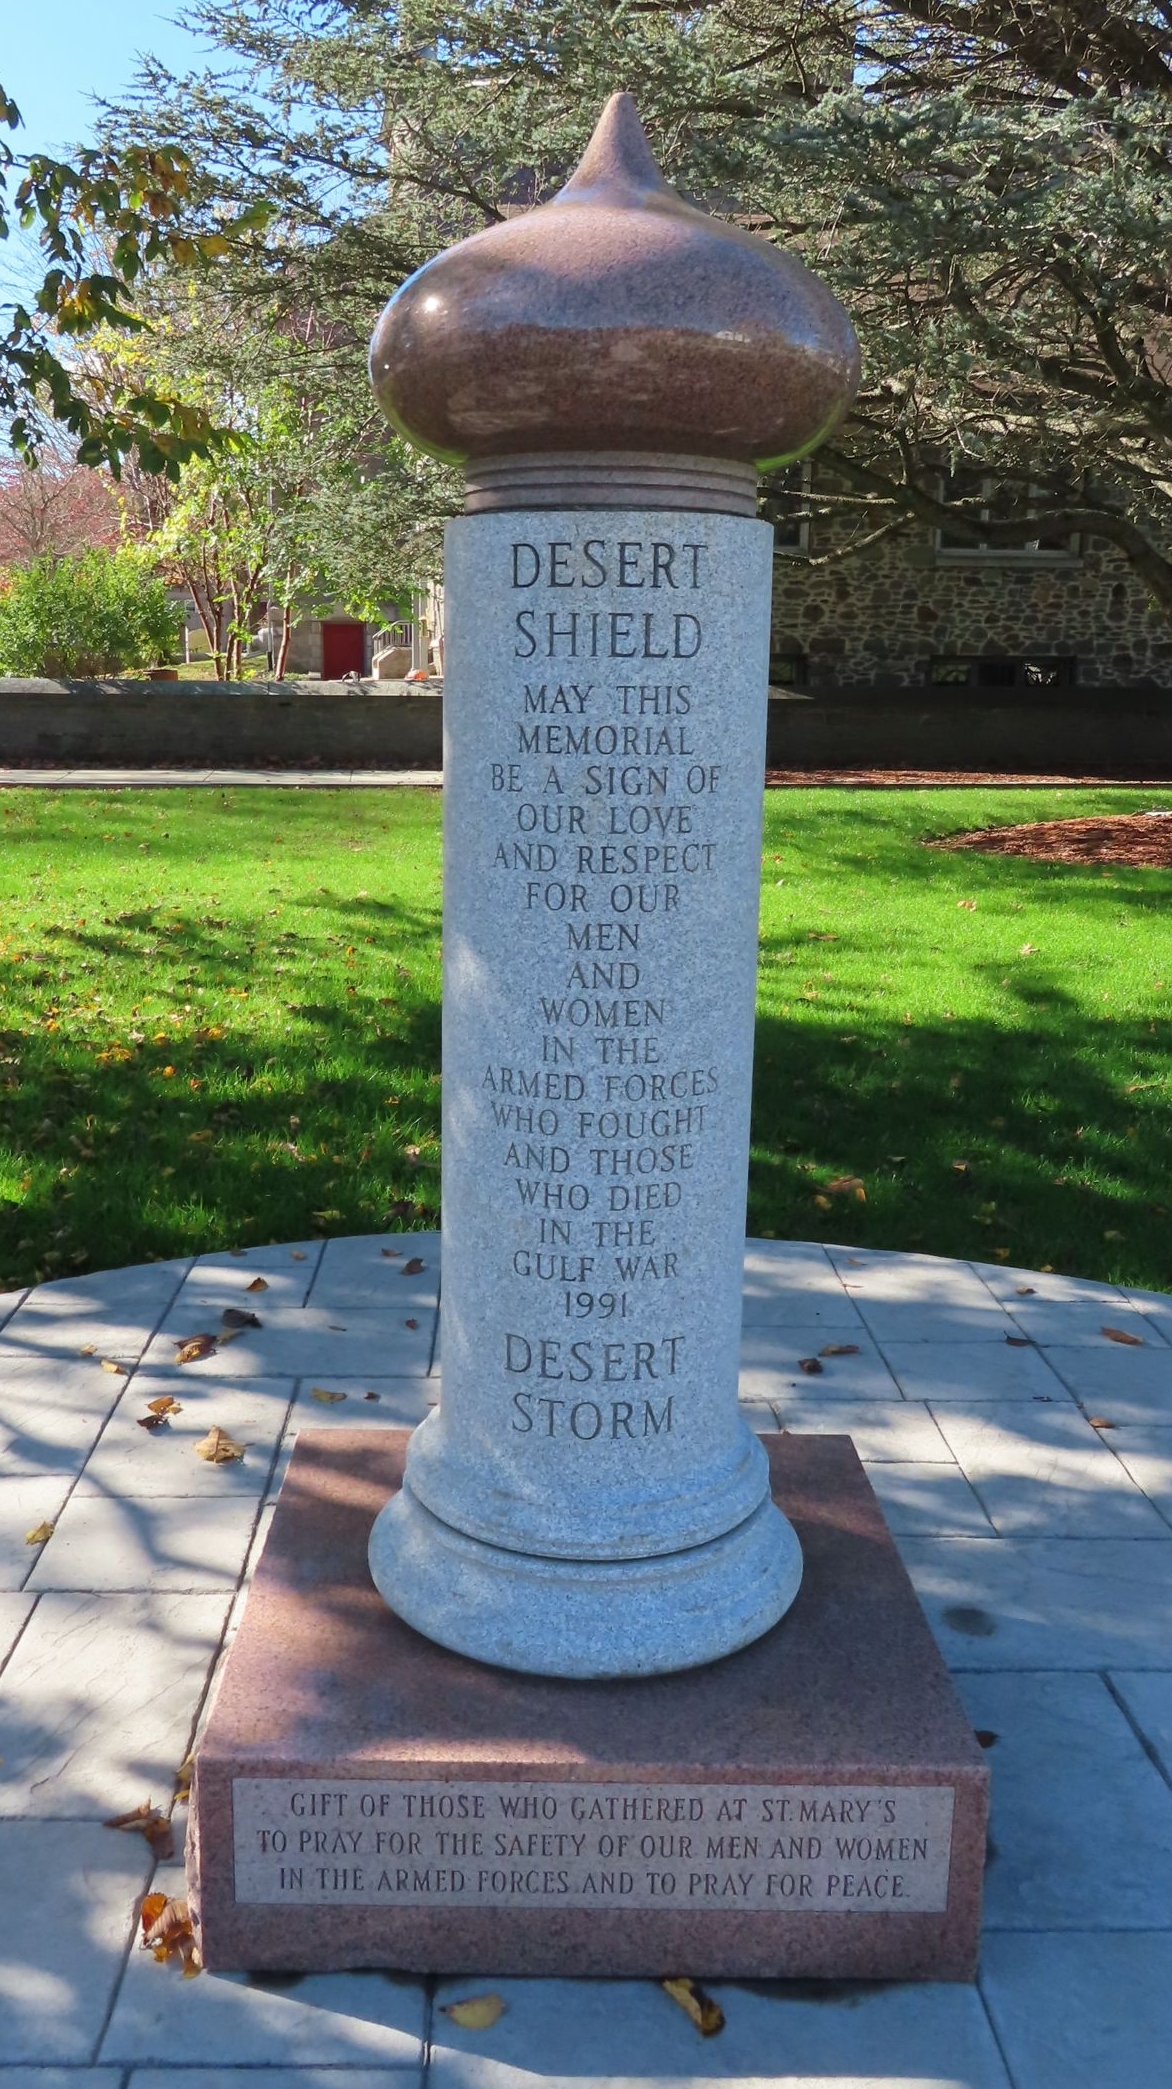 DESERT
SHIELD
MAY THIS
MEMORIAL
BE A SIGN OF
OUR LOVE
AND RESPECT
FOR OUR
MEN
AND
WOMEN
IN THE
ARMED FORCES
WHO FOUGHT
AND THOSE
WHO DIED
IN THE
GULF WAR
1991
DESERT
STORM
GIFT OF THOSE WHO GATHERED AT ST. MARY'S
TO PRAY FOR THE SAFETY OF OUR MEN AND WOMEN
IN THE ARMED FORCES AND TO PRAY FOR PEACE.